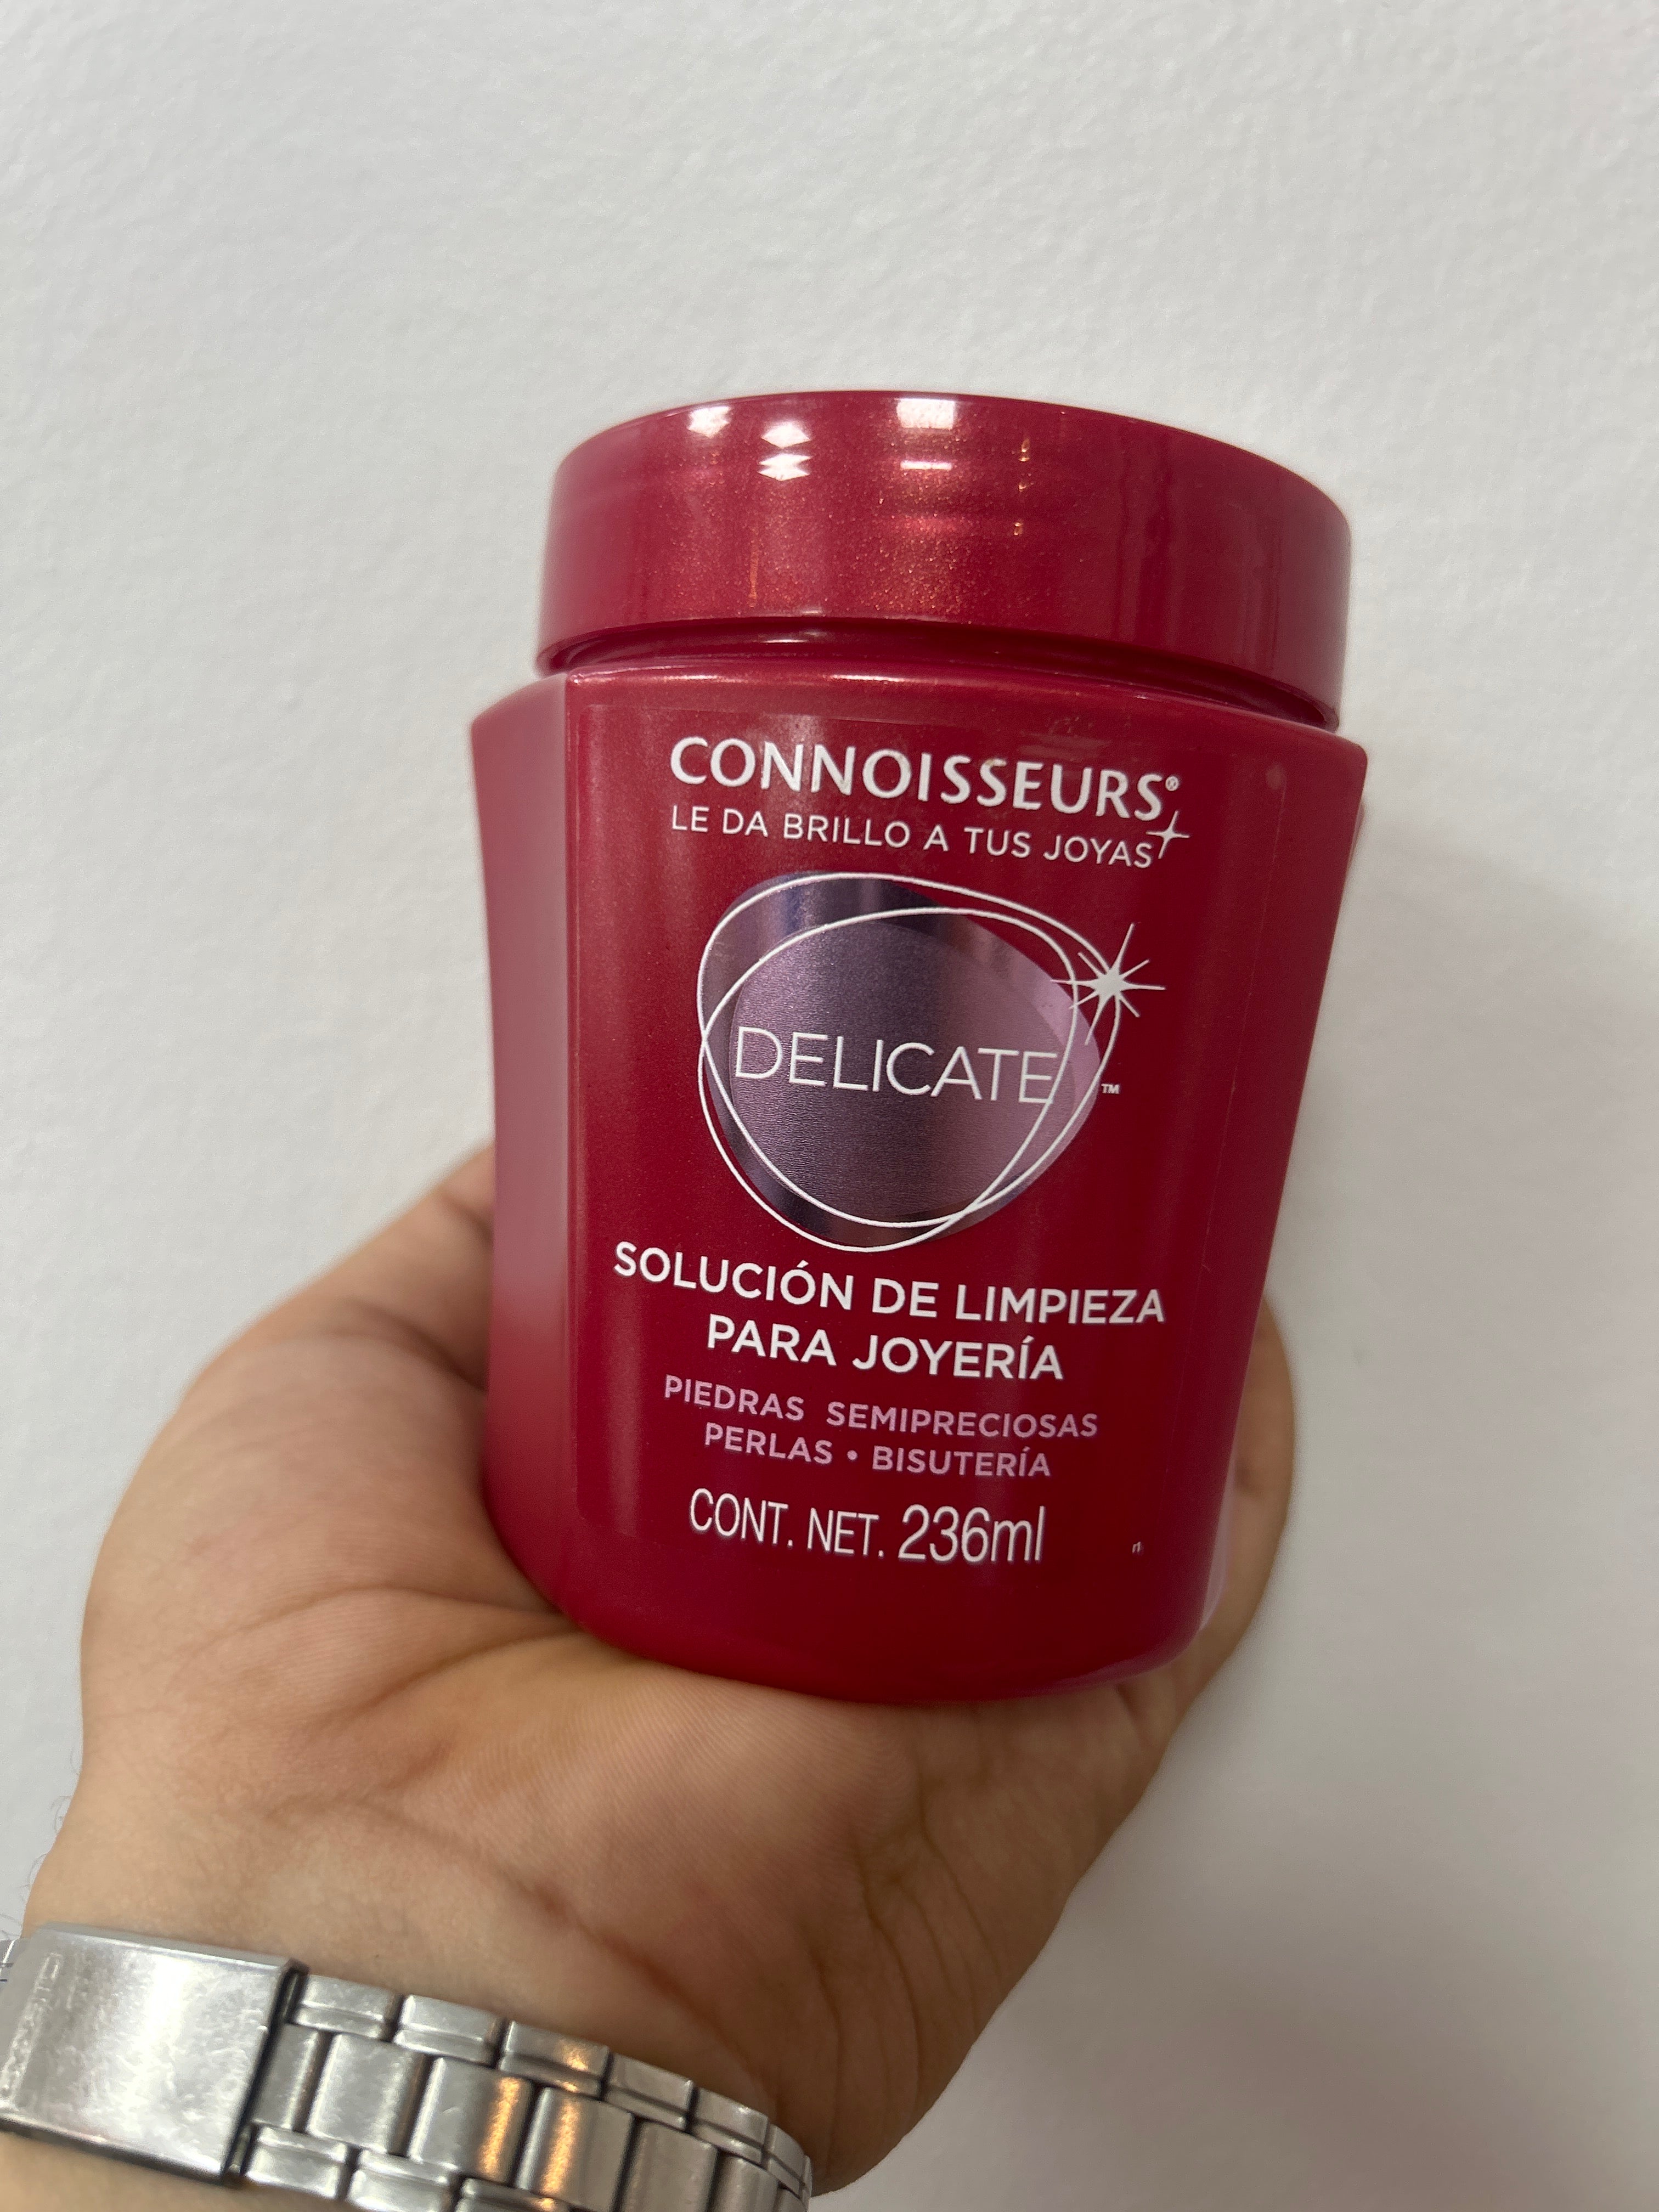 CONNOISSEURS®
LE DA BRILLO A TUS JOYAS
DELICATE™
SOLUCIÓN DE LIMPIEZA
PARA JOYERÍA
PIEDRAS SEMIPRECIOSAS
PERLAS • BISUTERÍA
CONT. NET. 236ml
CASIO